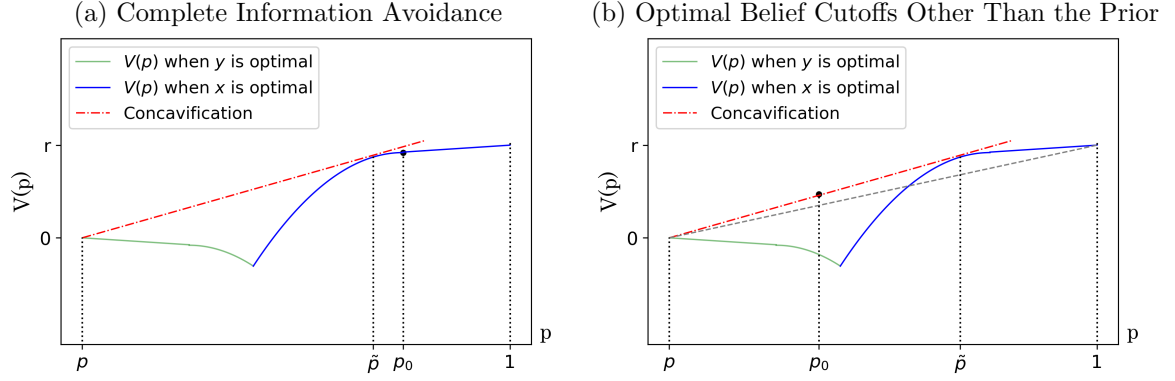 (a) Complete Information Avoidance
V(p) when y is optimal
V(p) when x is optimal
Concavification
r
0
V(p)
p
p̃
p₀
1
p
(b) Optimal Belief Cutoffs Other Than the Prior
V(p) when y is optimal
V(p) when x is optimal
Concavification
r
0
V(p)
p
p₀
p̃
1
p